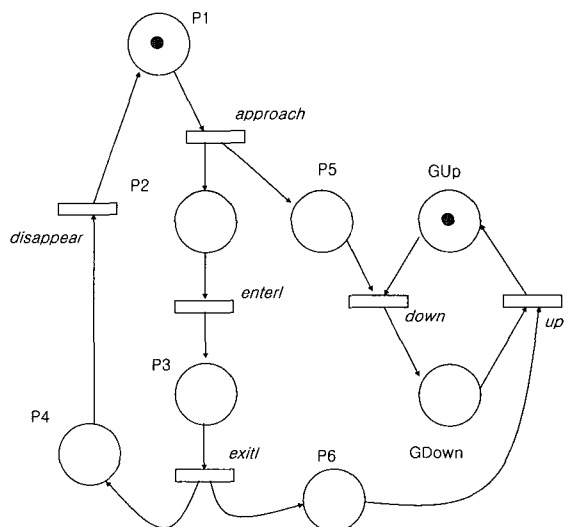 P1
approach
P2
P5
GUp
disappear
enterI
down
up
P3
P4
GDown
exitI
P6